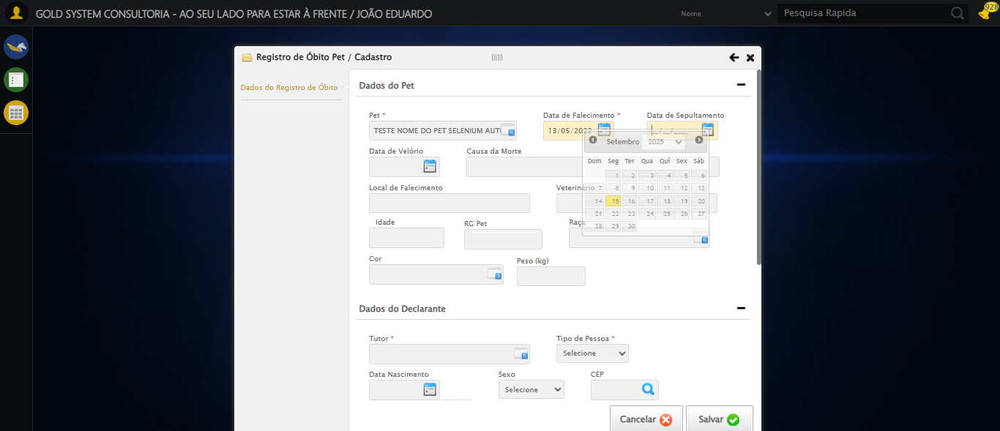 GOLD SYSTEM CONSULTORIA - AO SEU LADO PARA ESTAR À FRENTE / JOÃO EDUARDO
Nome
Pesquisa Rapida
928
Registro de Óbito Pet / Cadastro
Dados do Registro de Óbito
Dados do Pet
Pet *
Data de Falecimento *
Data de Sepultamento
TESTE NOME DO PET SELENIUM AUTO
13/05/2022
__/__/____
Setembro 2025
Data de Velório
Causa da Morte
Dom Seg Ter Qua Qui Sex Sáb
1 2 3 4 5 6
Local de Falecimento
Veterinário
7 8 9 10 11 12 13
14 15 16 17 18 19 20
21 22 23 24 25 26 27
28 29 30
Idade
RG Pet
Raça
Cor
Peso (kg)
Dados do Declarante
Tutor *
Tipo de Pessoa *
Selecione
Data Nascimento
Sexo
CEP
Selecione
Cancelar
Salvar